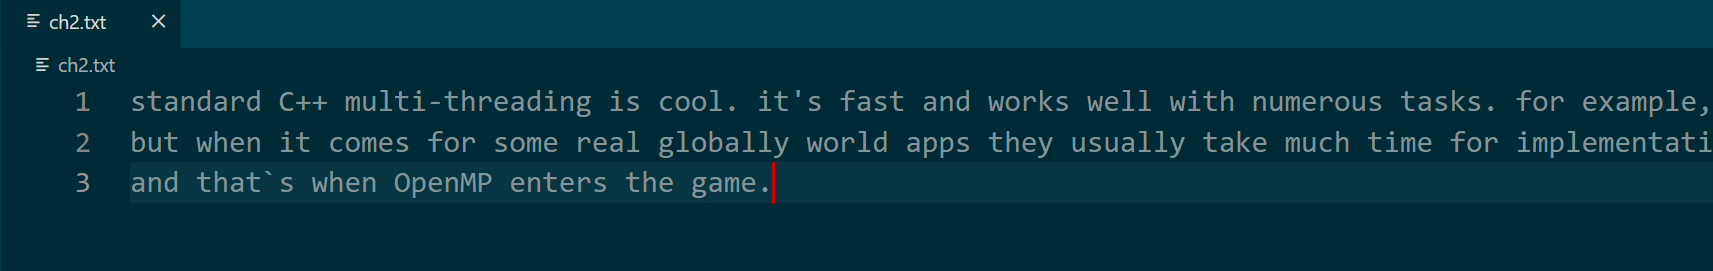 ch2.txt
ch2.txt
1 standard C++ multi-threading is cool. it's fast and works well with numerous tasks. for example,
2 but when it comes for some real globally world apps they usually take much time for implementati
3 and that`s when OpenMP enters the game.